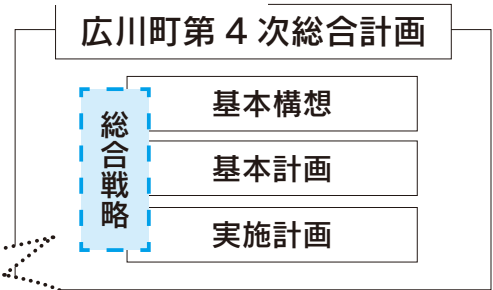 広川町第4次総合計画
総合戦略
基本構想
基本計画
実施計画